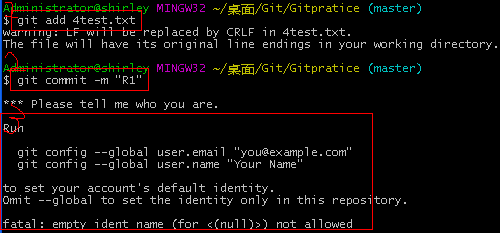 Administrator@shirley MINGW32 ~/桌面/Git/Gitpratice (master)
$ git add 4test.txt
warning: LF will be replaced by CRLF in 4test.txt.
The file will have its original line endings in your working directory.
Administrator@shirley MINGW32 ~/桌面/Git/Gitpratice (master)
$ git commit -m "R1"
*** Please tell me who you are.
Run
git config --global user.email "you@example.com"
git config --global user.name "Your Name"
to set your account's default identity.
Omit --global to set the identity only in this repository.
fatal: empty ident name (for <(null)>) not allowed